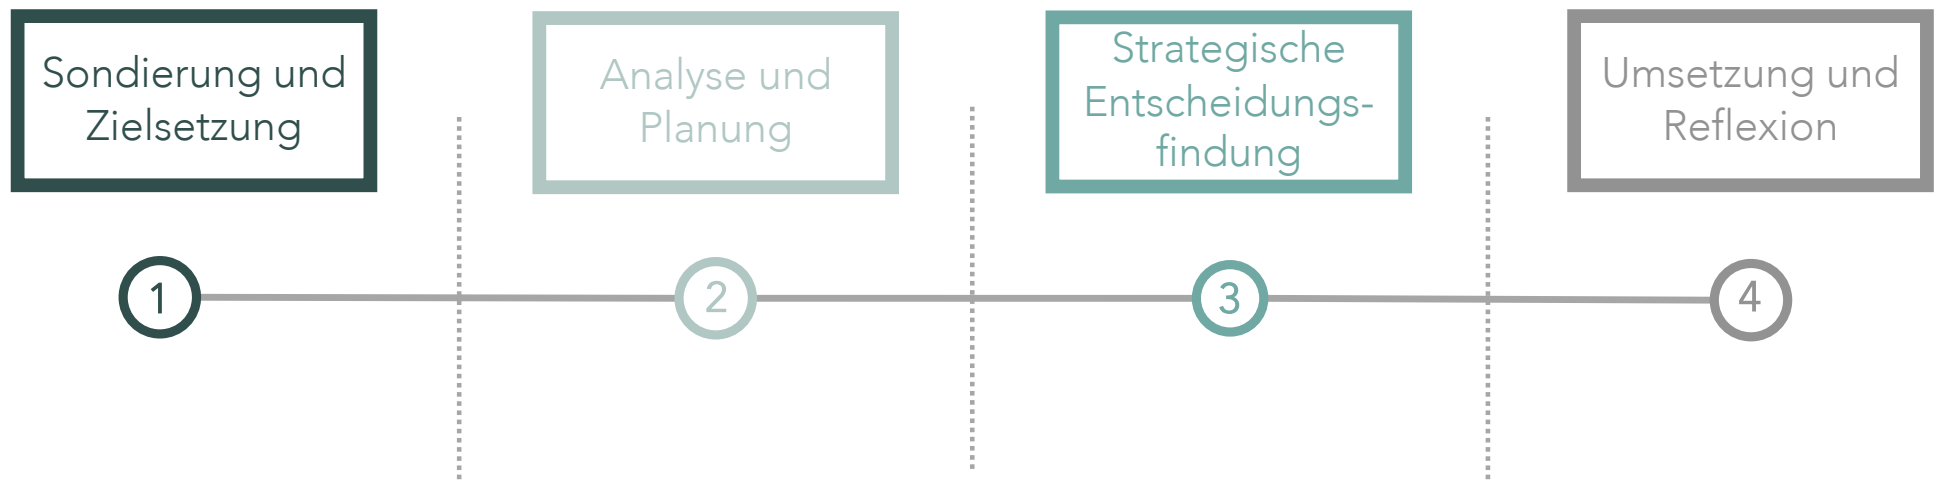 Sondierung und
Zielsetzung
Analyse und
Planung
Strategische
Entscheidungs-
findung
Umsetzung und
Reflexion
1
2
3
4